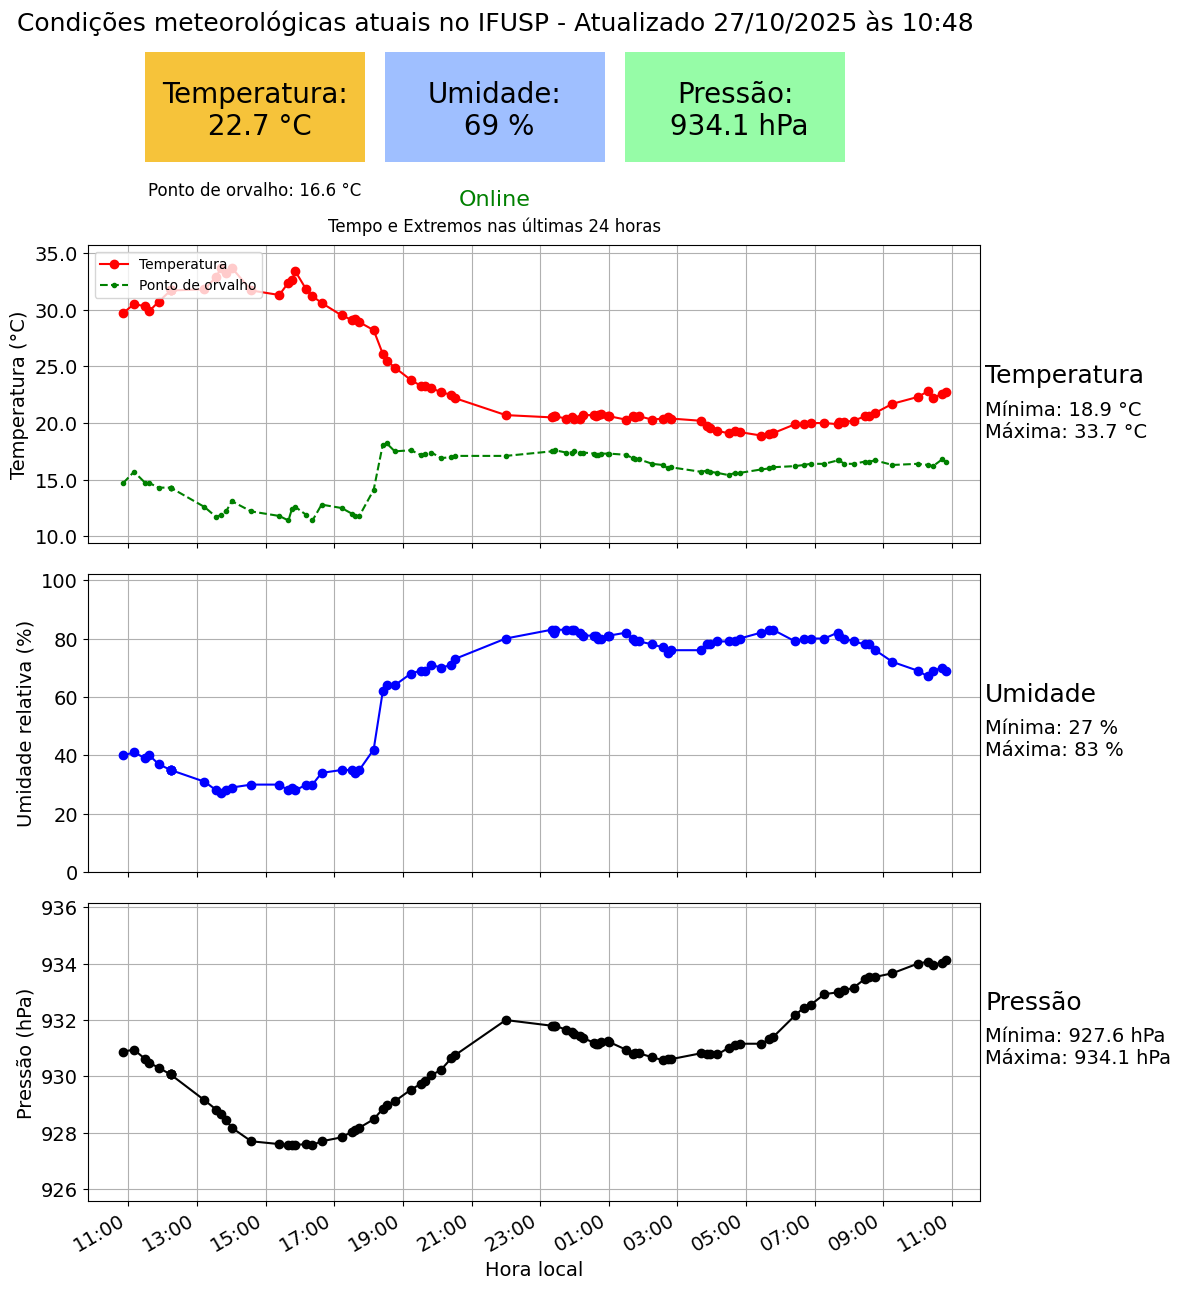 Condições meteorológicas atuais no IFUSP - Atualizado 27/10/2025 às 10:48
Temperatura:
22.7 °C
Umidade:
69 %
Pressão:
934.1 hPa
Ponto de orvalho: 16.6 °C
Online
Tempo e Extremos nas últimas 24 horas
Temperatura (°C)
35.0
30.0
25.0
20.0
15.0
10.0
Temperatura
Ponto de orvalho
Temperatura
Mínima: 18.9 °C
Máxima: 33.7 °C
Umidade relativa (%)
100
80
60
40
20
0
Umidade
Mínima: 27 %
Máxima: 83 %
Pressão (hPa)
936
934
932
930
928
926
Pressão
Mínima: 927.6 hPa
Máxima: 934.1 hPa
11:00 13:00 15:00 17:00 19:00 21:00 23:00 01:00 03:00 05:00 07:00 09:00 11:00
Hora local